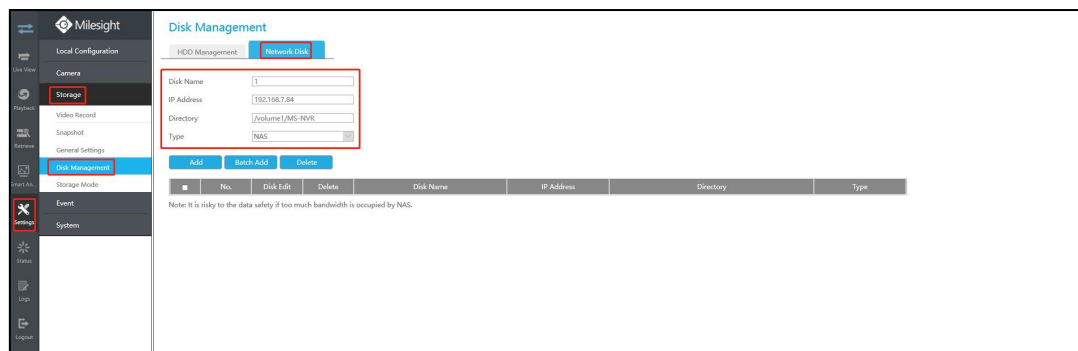 Live View
Playback
Retrieve
Smart An...
Settings
Status
Logs
Logout
Milesight
Local Configuration
Camera
Storage
Video Record
Snapshot
General Settings
Disk Management
Storage Mode
Event
System
Disk Management
HDD Management Network Disk
Disk Name 1
IP Address 192.168.7.84
Directory /volume1/MS-NVR
Type NAS
Add Batch Add Delete
No. Disk Edit Delete Disk Name IP Address Directory Type
Note: It is risky to the data safety if too much bandwidth is occupied by NAS.